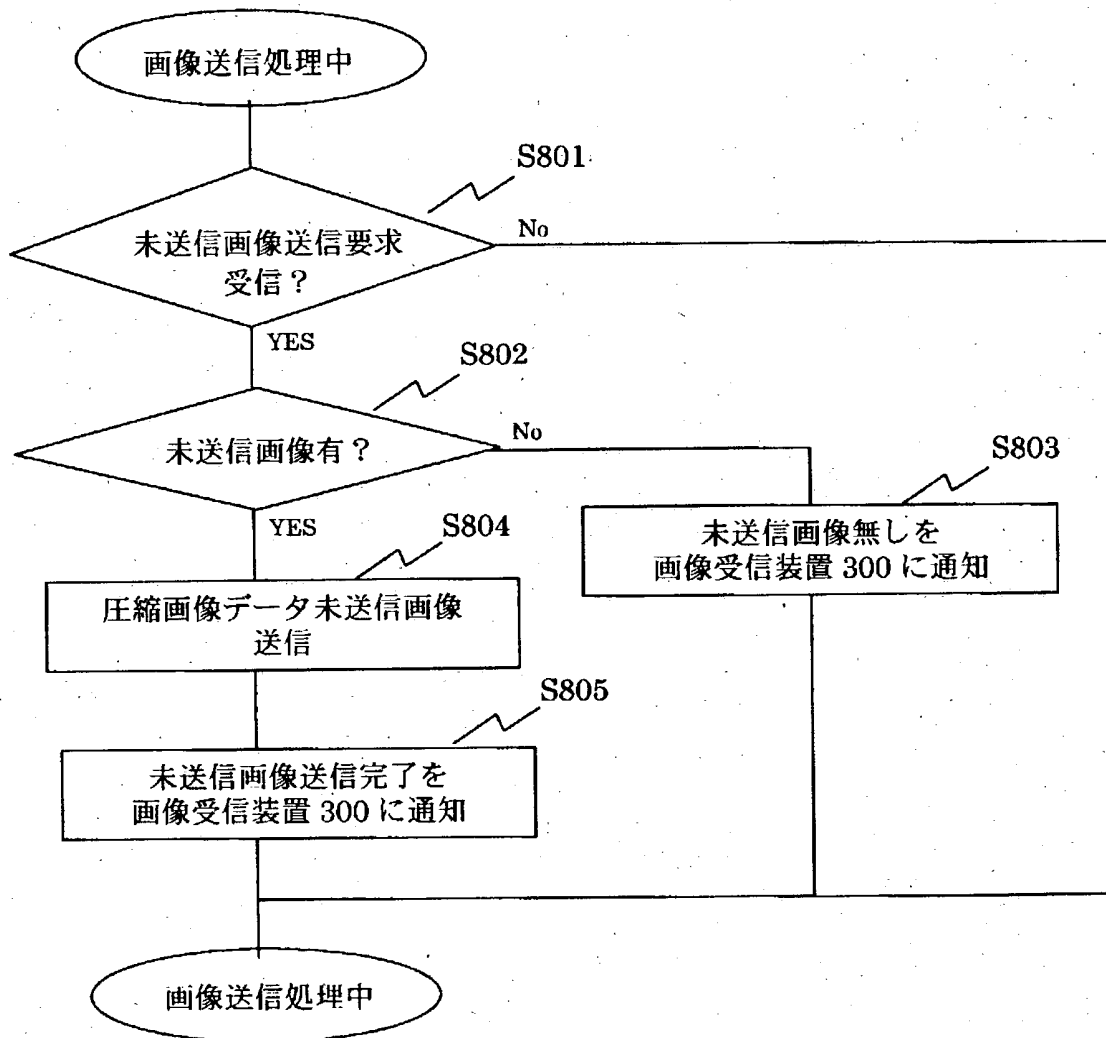 画像送信処理中
S801
未送信画像送信要求
受信？
No
YES
S802
未送信画像有？
No
YES
S803
未送信画像無しを
画像受信装置 300 に通知
S804
圧縮画像データ未送信画像
送信
S805
未送信画像送信完了を
画像受信装置 300 に通知
画像送信処理中